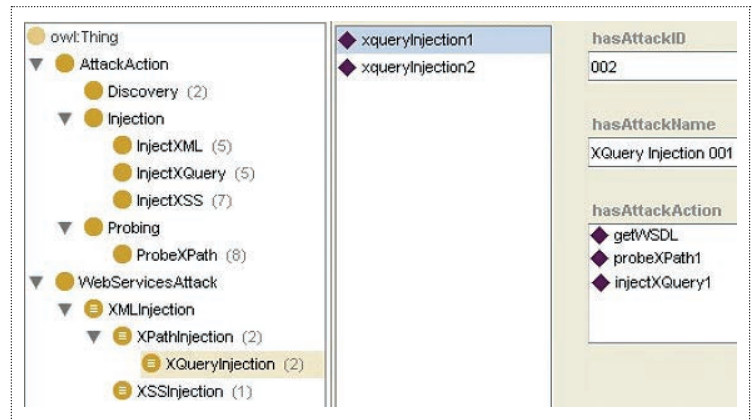 owl:Thing
AttackAction
Discovery (2)
Injection
InjectXML (5)
InjectXQuery (5)
InjectXSS (7)
Probing
ProbeXPath (8)
WebServicesAttack
XMLInjection
XPathInjection (2)
XQueryInjection (2)
XSSInjection (1)
xqueryInjection1
xqueryInjection2
hasAttackID
002
hasAttackName
XQuery Injection 001
hasAttackAction
getWSDL
probeXPath1
injectXQuery1